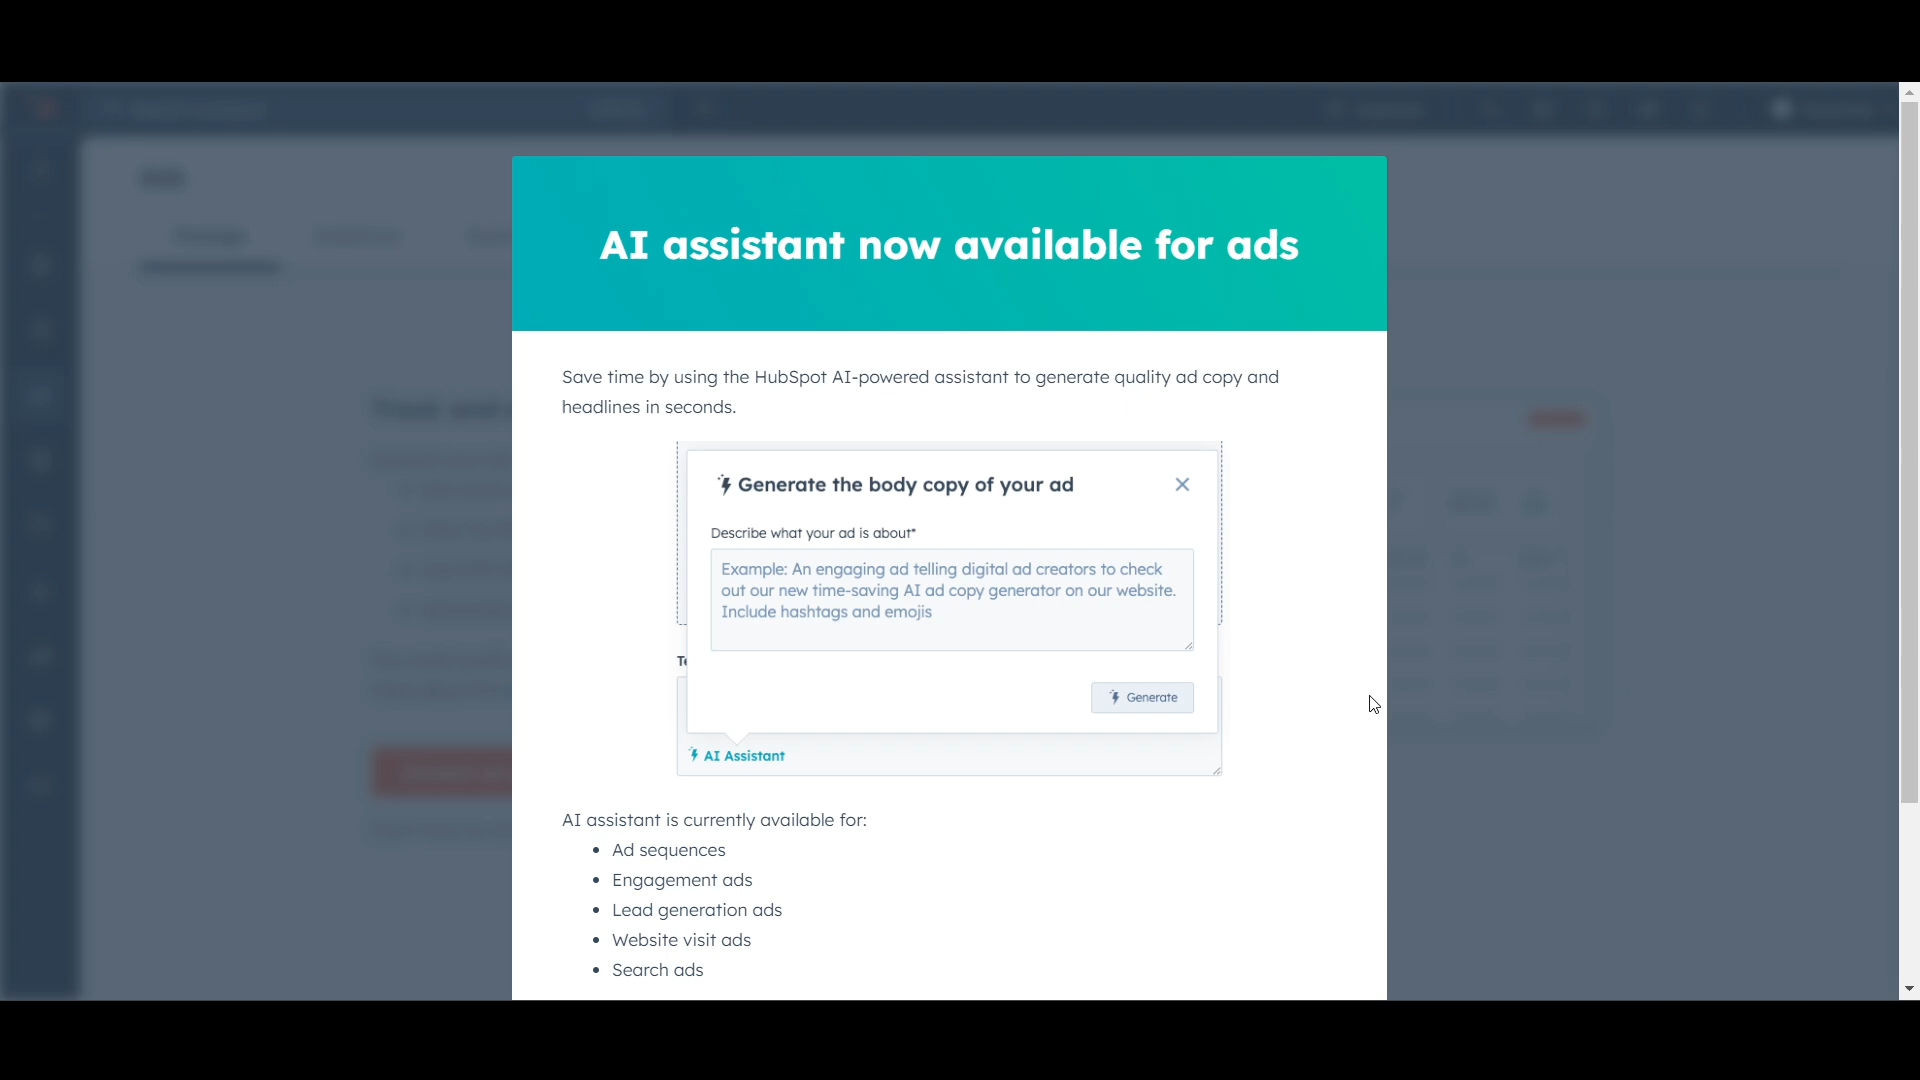 AI assistant now available for ads
Save time by using the HubSpot AI-powered assistant to generate quality ad copy and
headlines in seconds.
Generate the body copy of your ad
Describe what your ad is about*
Example: An engaging ad telling digital ad creators to check
out our new time-saving AI ad copy generator on our website.
Include hashtags and emojis
Generate
AI Assistant
AI assistant is currently available for:
• Ad sequences
• Engagement ads
• Lead generation ads
• Website visit ads
• Search ads